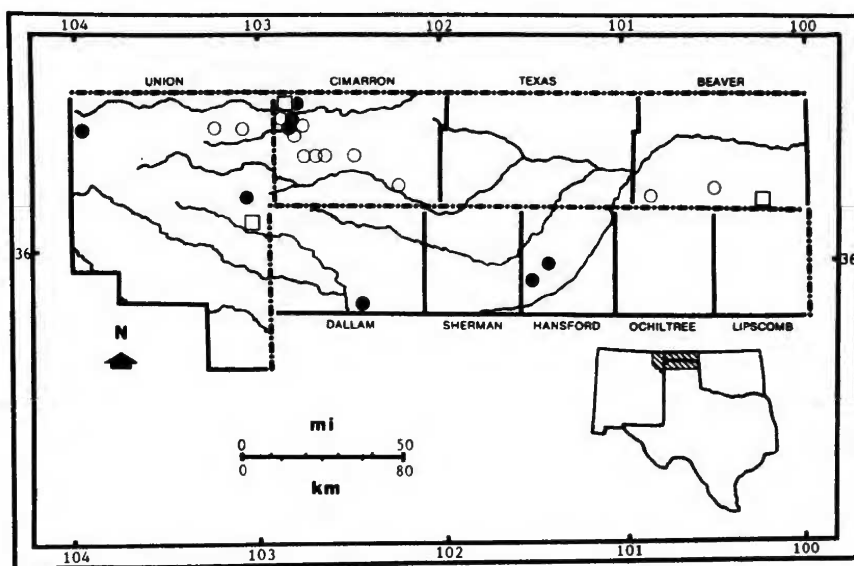 104 103 102 101 100
UNION CIMARRON TEXAS BEAVER
36 36
DALLAM SHERMAN HANSFORD OCHILTREE LIPSCOMB
N
mi
0 50
0 80
km
104 103 102 101 100